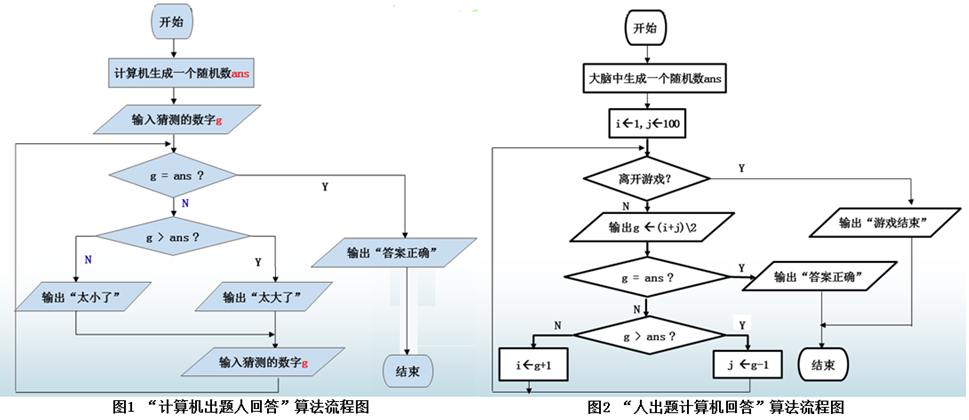 开始
计算机生成一个随机数ans
输入猜测的数字g
g = ans ?
Y
N
g > ans ?
N
Y
输出“答案正确”
输出“太小了”
输出“太大了”
输入猜测的数字g
结束
图1 “计算机出题人回答”算法流程图
开始
大脑中生成一个随机数ans
i←1,j←100
离开游戏?
Y
N
输出“游戏结束”
输出g ←(i+j)\2
g = ans ?
Y
输出“答案正确”
N
g > ans ?
N
Y
i←g+1
j ←g-1
结束
图2 “人出题计算机回答”算法流程图